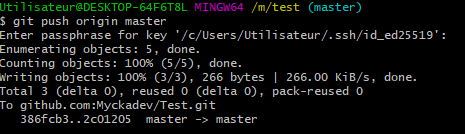 Utilisateur@DESKTOP-64F6T8L MINGW64 /m/test (master)
$ git push origin master
Enter passphrase for key '/c/Users/Utilisateur/.ssh/id_ed25519':
Enumerating objects: 5, done.
Counting objects: 100% (5/5), done.
Writing objects: 100% (3/3), 266 bytes | 266.00 KiB/s, done.
Total 3 (delta 0), reused 0 (delta 0), pack-reused 0
To github.com:Myckadev/Test.git
   386fcb3..2c01205  master -> master